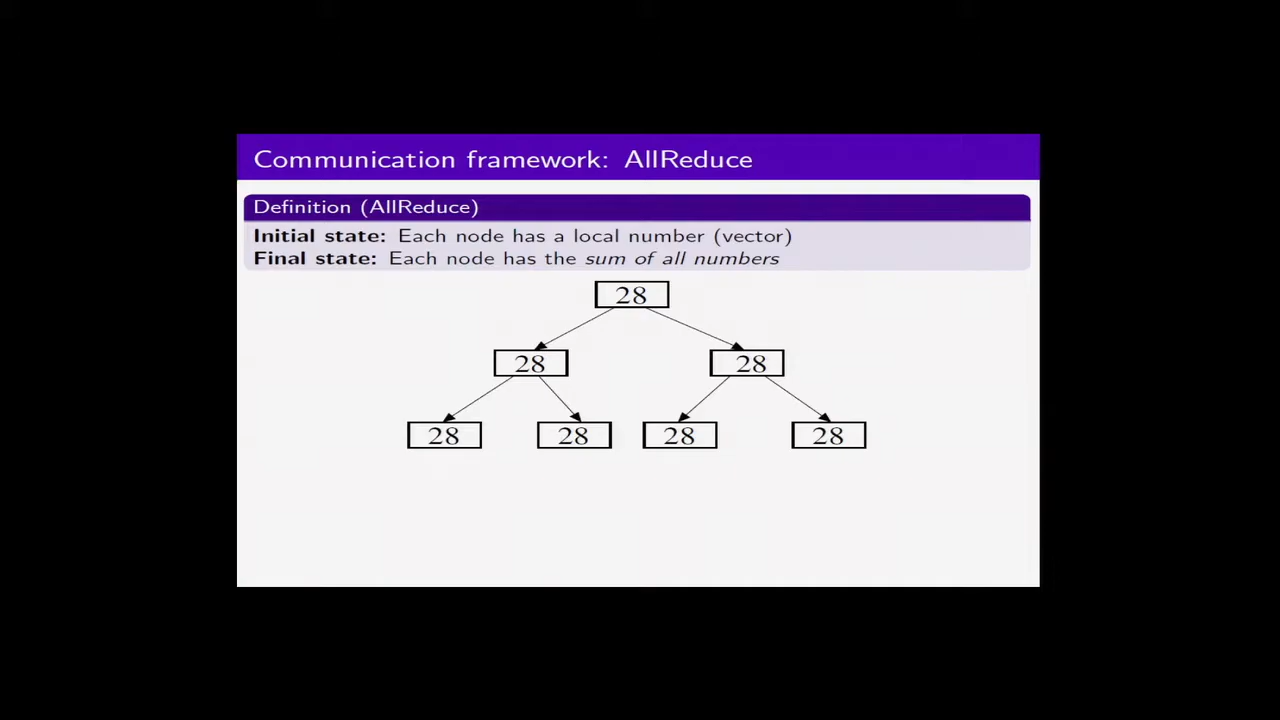 Communication framework: AllReduce
Definition (AllReduce)
Initial state: Each node has a local number (vector)
Final state: Each node has the sum of all numbers
28
28 28
28 28 28 28